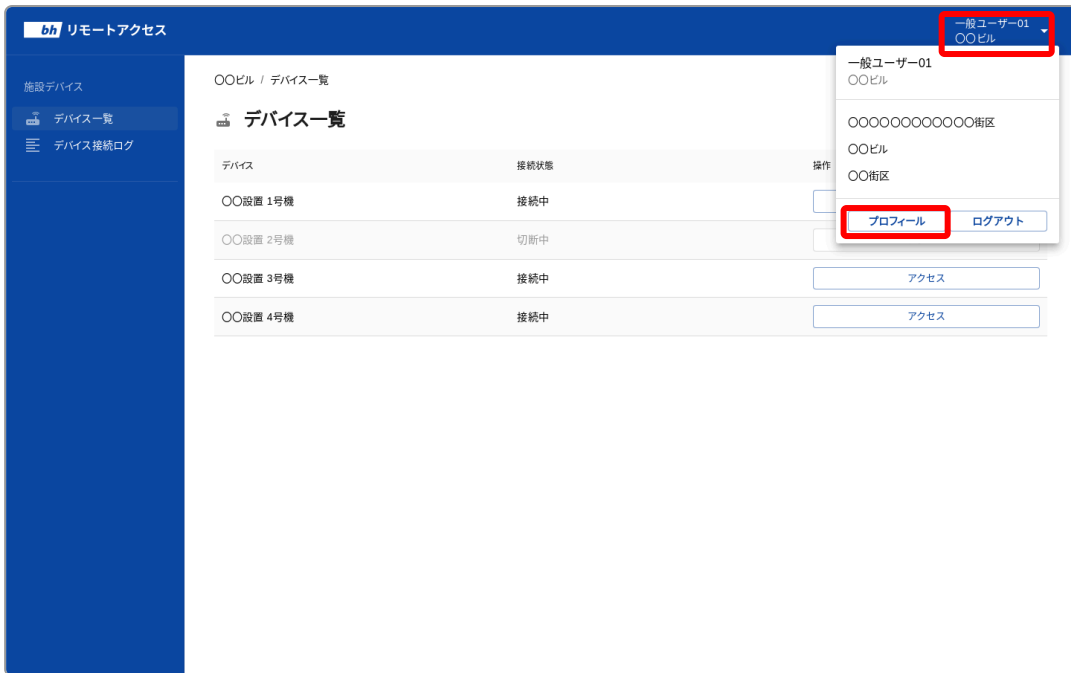 bh リモートアクセス
一般ユーザー01
〇〇ビル
一般ユーザー01
〇〇ビル
〇〇〇〇〇〇〇〇〇〇〇〇街区
〇〇ビル
〇〇街区
プロフィール ログアウト
施設デバイス
デバイス一覧
デバイス接続ログ
〇〇ビル / デバイス一覧
デバイス一覧
デバイス 接続状態 操作
〇〇設置 1号機 接続中
〇〇設置 2号機 切断中
〇〇設置 3号機 接続中 アクセス
〇〇設置 4号機 接続中 アクセス